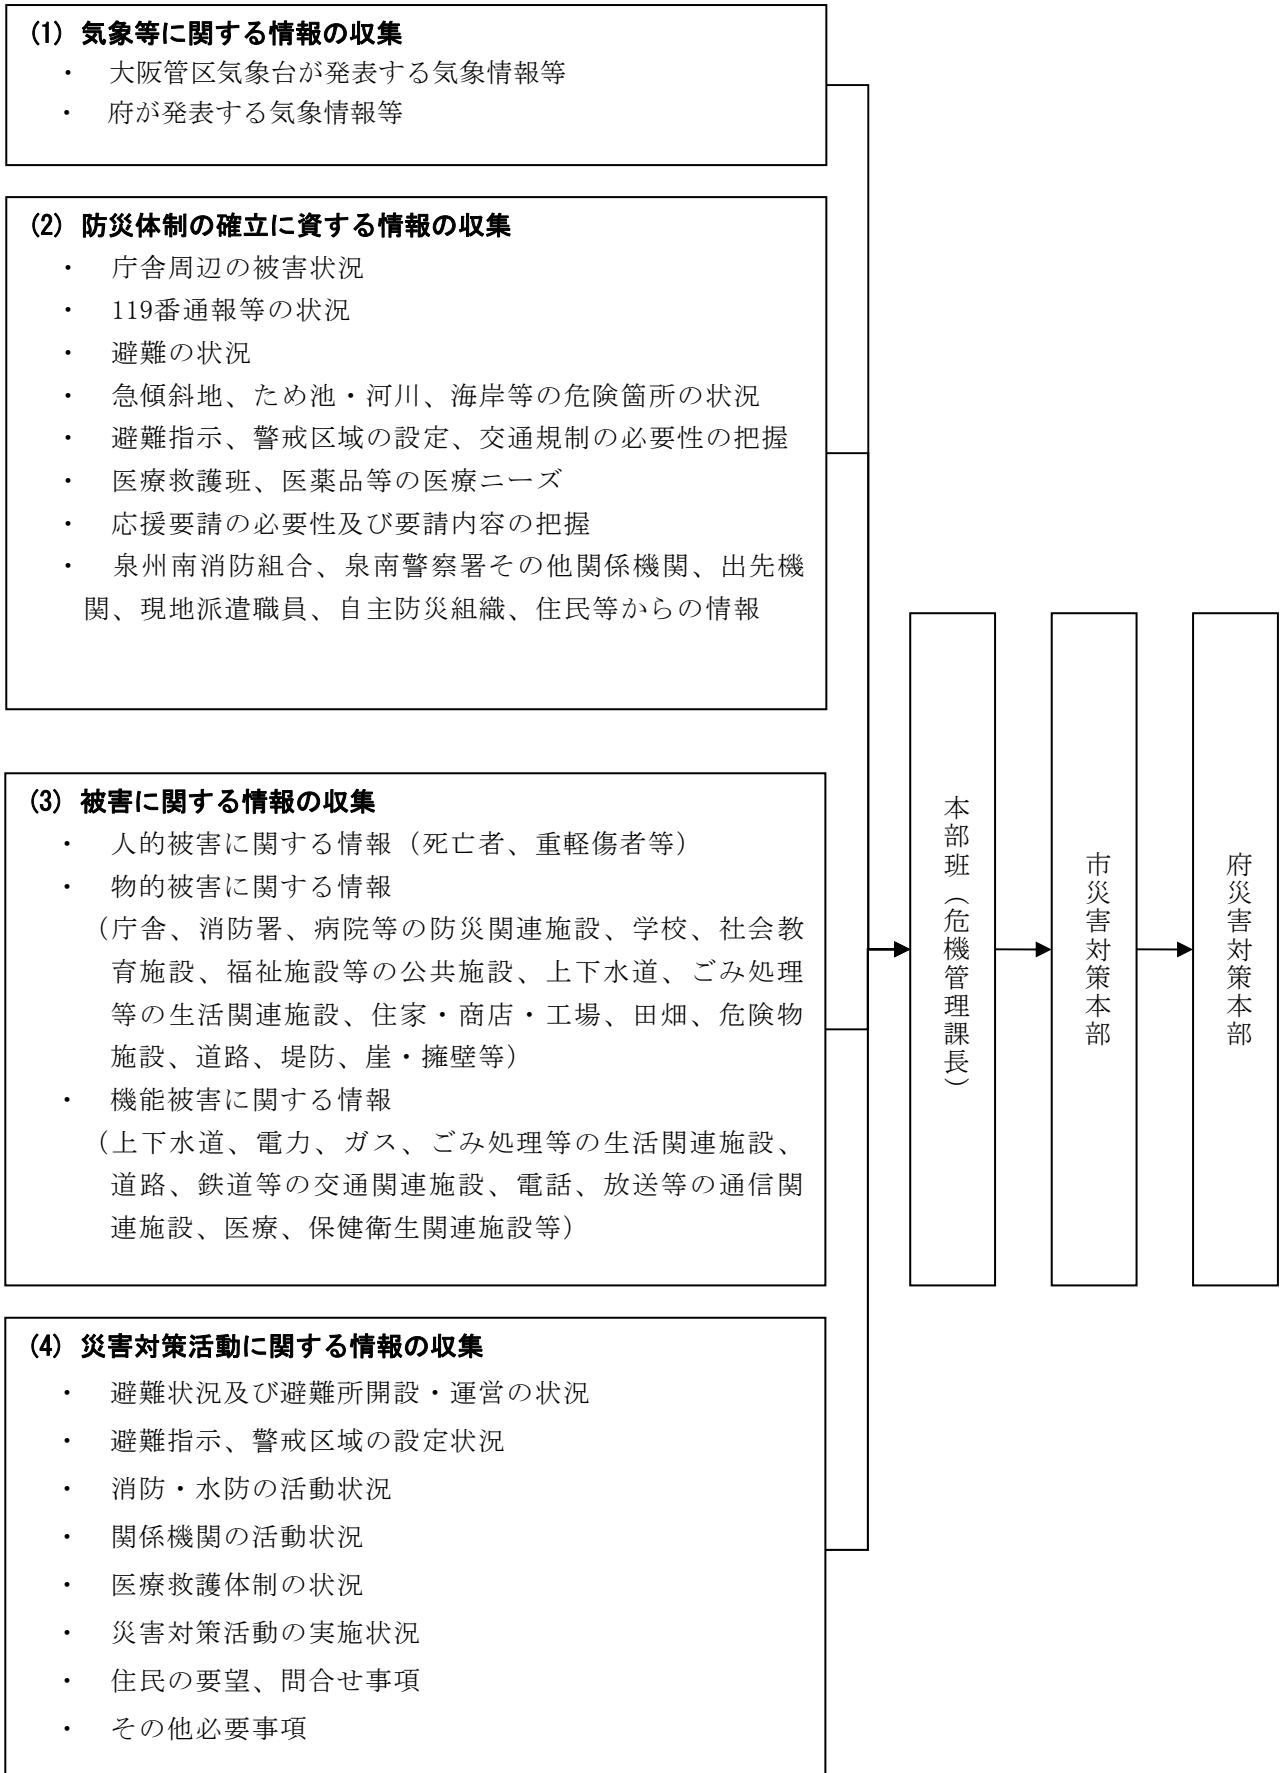 (1) 気象等に関する情報の収集
・ 大阪管区気象台が発表する気象情報等
・ 府が発表する気象情報等
(2) 防災体制の確立に資する情報の収集
・ 庁舎周辺の被害状況
・ 119番通報等の状況
・ 避難の状況
・ 急傾斜地、ため池・河川、海岸等の危険箇所の状況
・ 避難指示、警戒区域の設定、交通規制の必要性の把握
・ 医療救護班、医薬品等の医療ニーズ
・ 応援要請の必要性及び要請内容の把握
・ 泉州南消防組合、泉南警察署その他関係機関、出先機
関、現地派遣職員、自主防災組織、住民等からの情報
(3) 被害に関する情報の収集
・ 人的被害に関する情報（死亡者、重軽傷者等）
・ 物的被害に関する情報
（庁舎、消防署、病院等の防災関連施設、学校、社会教
育施設、福祉施設等の公共施設、上下水道、ごみ処理
等の生活関連施設、住家・商店・工場、田畑、危険物
施設、道路、堤防、崖・擁壁等）
・ 機能被害に関する情報
（上下水道、電力、ガス、ごみ処理等の生活関連施設、
道路、鉄道等の交通関連施設、電話、放送等の通信関
連施設、医療、保健衛生関連施設等）
(4) 災害対策活動に関する情報の収集
・ 避難状況及び避難所開設・運営の状況
・ 避難指示、警戒区域の設定状況
・ 消防・水防の活動状況
・ 関係機関の活動状況
・ 医療救護体制の状況
・ 災害対策活動の実施状況
・ 住民の要望、問合せ事項
・ その他必要事項
本部班（危機管理課長）
市災害対策本部
府災害対策本部